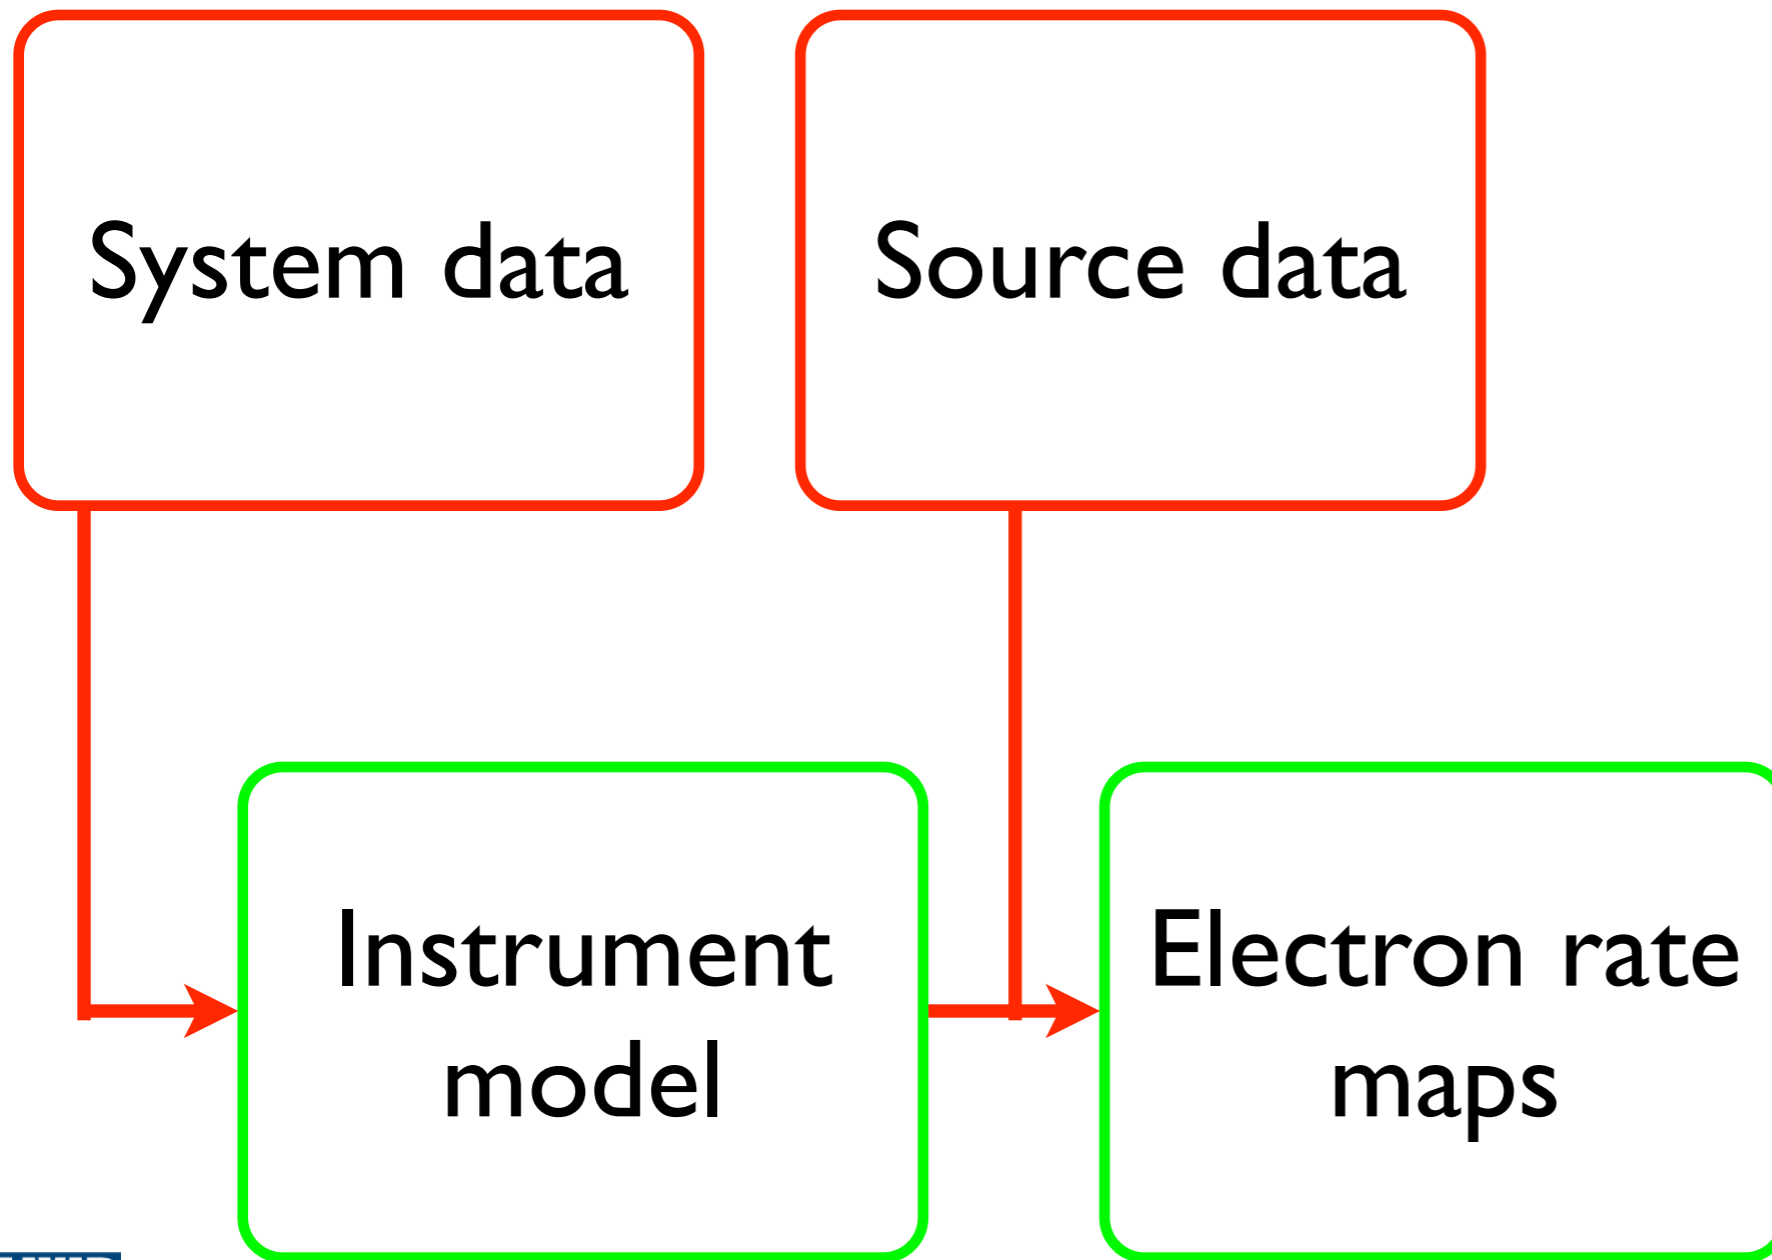 System data
Source data
Instrument
model
Electron rate
maps